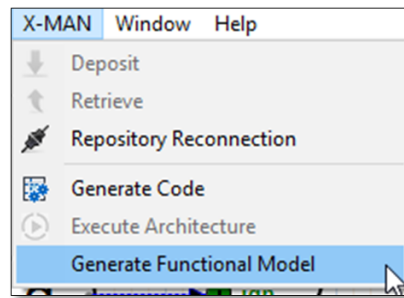 X-MAN Window Help
Deposit
Retrieve
Repository Reconnection
Generate Code
Execute Architecture
Generate Functional Model